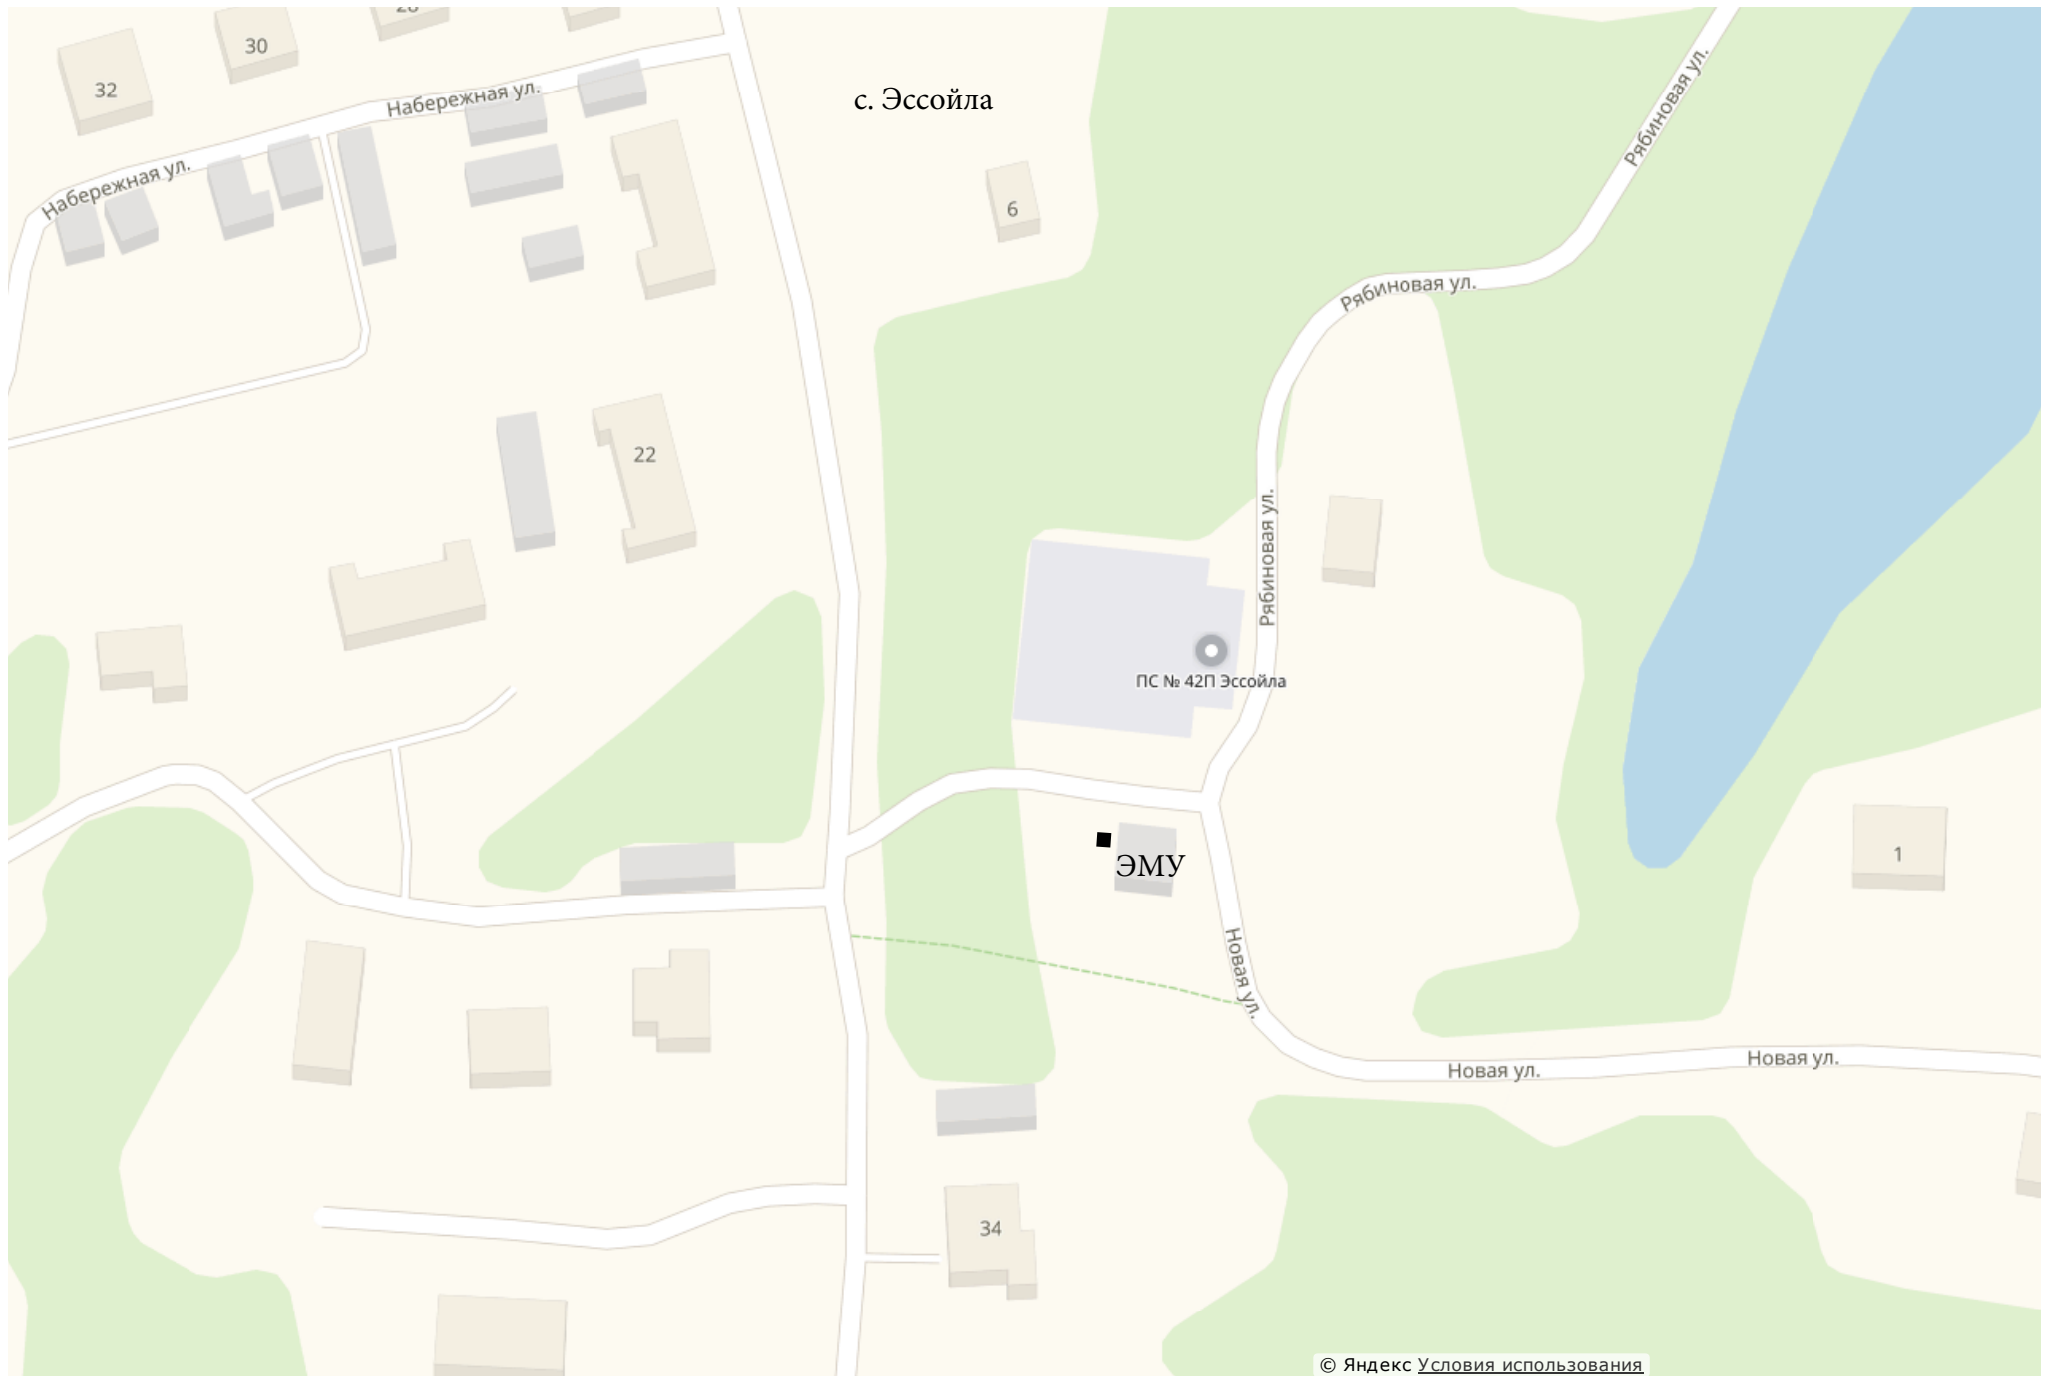 28
30
32
Набережная ул.
с. Эссойла
Рябиновая ул.
Набережная ул.
6
Рябиновая ул.
22
Рябиновая ул.
ПС № 42П Эссойла
ЭМУ
1
Новая ул.
Новая ул.
Новая ул.
34
© Яндекс Условия использования